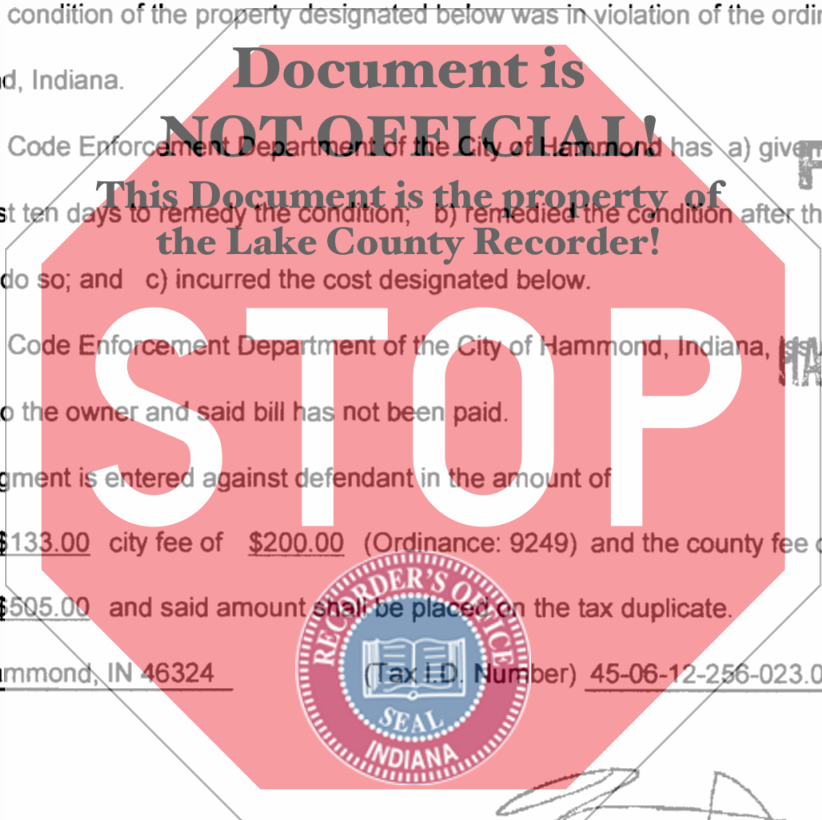 condition of the property designated below was in violation of the ordin
Document is
d, Indiana.
NOT OFFICIAL!
Code Enforcement Department of the City of Hammond has a) give
This Document is the property of
st ten days to remedy the condition; b) remedied the condition after th
the Lake County Recorder!
do so; and c) incurred the cost designated below.
STOP
Code Enforcement Department of the City of Hammond, Indiana,
o the owner and said bill has not been paid.
gment is entered against defendant in the amount of
$133.00 city fee of $200.00 (Ordinance: 9249) and the county fee
$505.00 and said amount shall be placed on the tax duplicate.
RECORDER'S OFFICE
mmond, IN 46324 (Tax I.D. Number) 45-06-12-256-023.0
SEAL
INDIANA